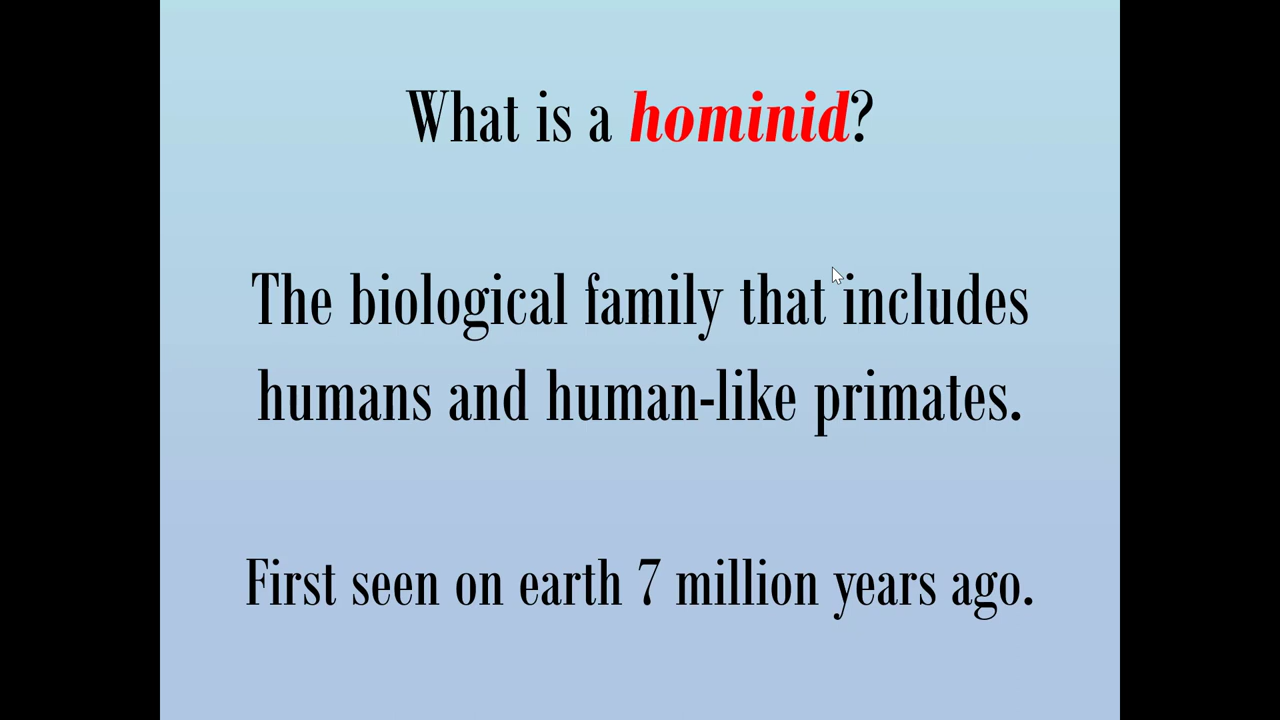 What is a hominid?
The biological family that includes
humans and human-like primates.
First seen on earth 7 million years ago.